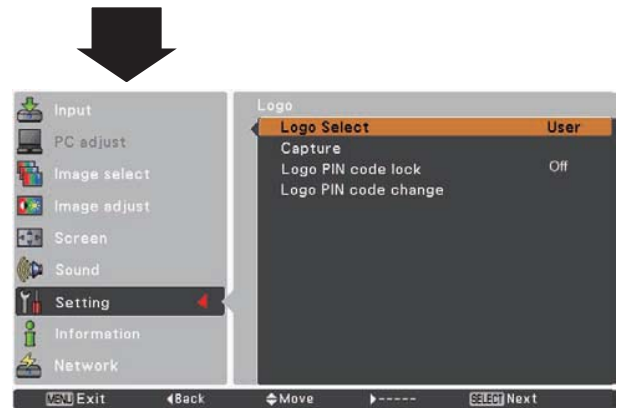 Input
PC adjust
Image select
Image adjust
Screen
Sound
Setting
Information
Network
Logo
Logo Select User
Capture
Logo PIN code lock Off
Logo PIN code change
MENU Exit Back Move ----- SELECT Next